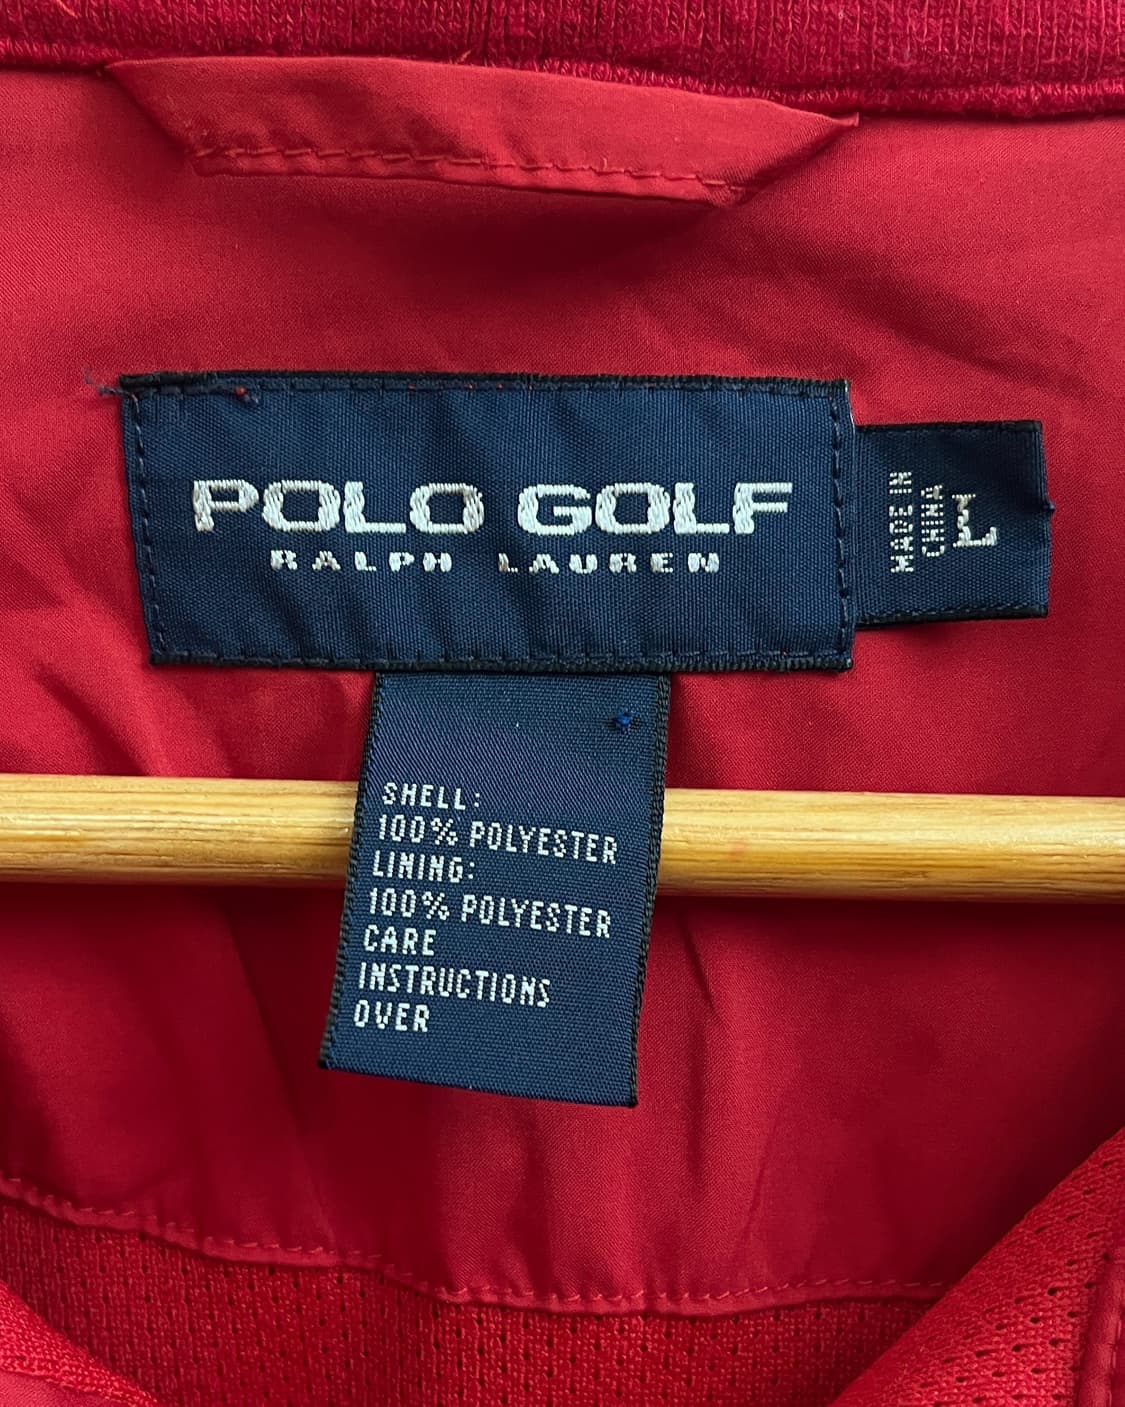 POLO GOLF
RALPH LAUREN
MADE IN
CHINA
L
SHELL:
100% POLYESTER
LINING:
100% POLYESTER
CARE
INSTRUCTIONS
OVER